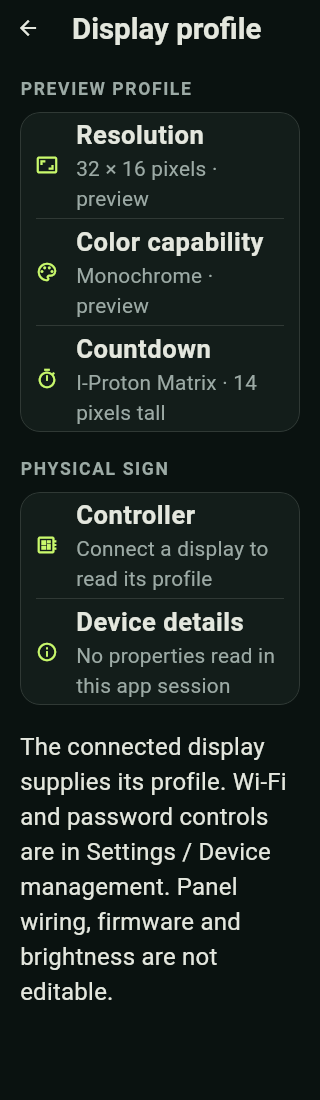 Display profile
PREVIEW PROFILE
Resolution
32 × 16 pixels ·
preview
Color capability
Monochrome ·
preview
Countdown
I-Proton Matrix · 14
pixels tall
PHYSICAL SIGN
Controller
Connect a display to
read its profile
Device details
No properties read in
this app session
The connected display
supplies its profile. Wi-Fi
and password controls
are in Settings / Device
management. Panel
wiring, firmware and
brightness are not
editable.